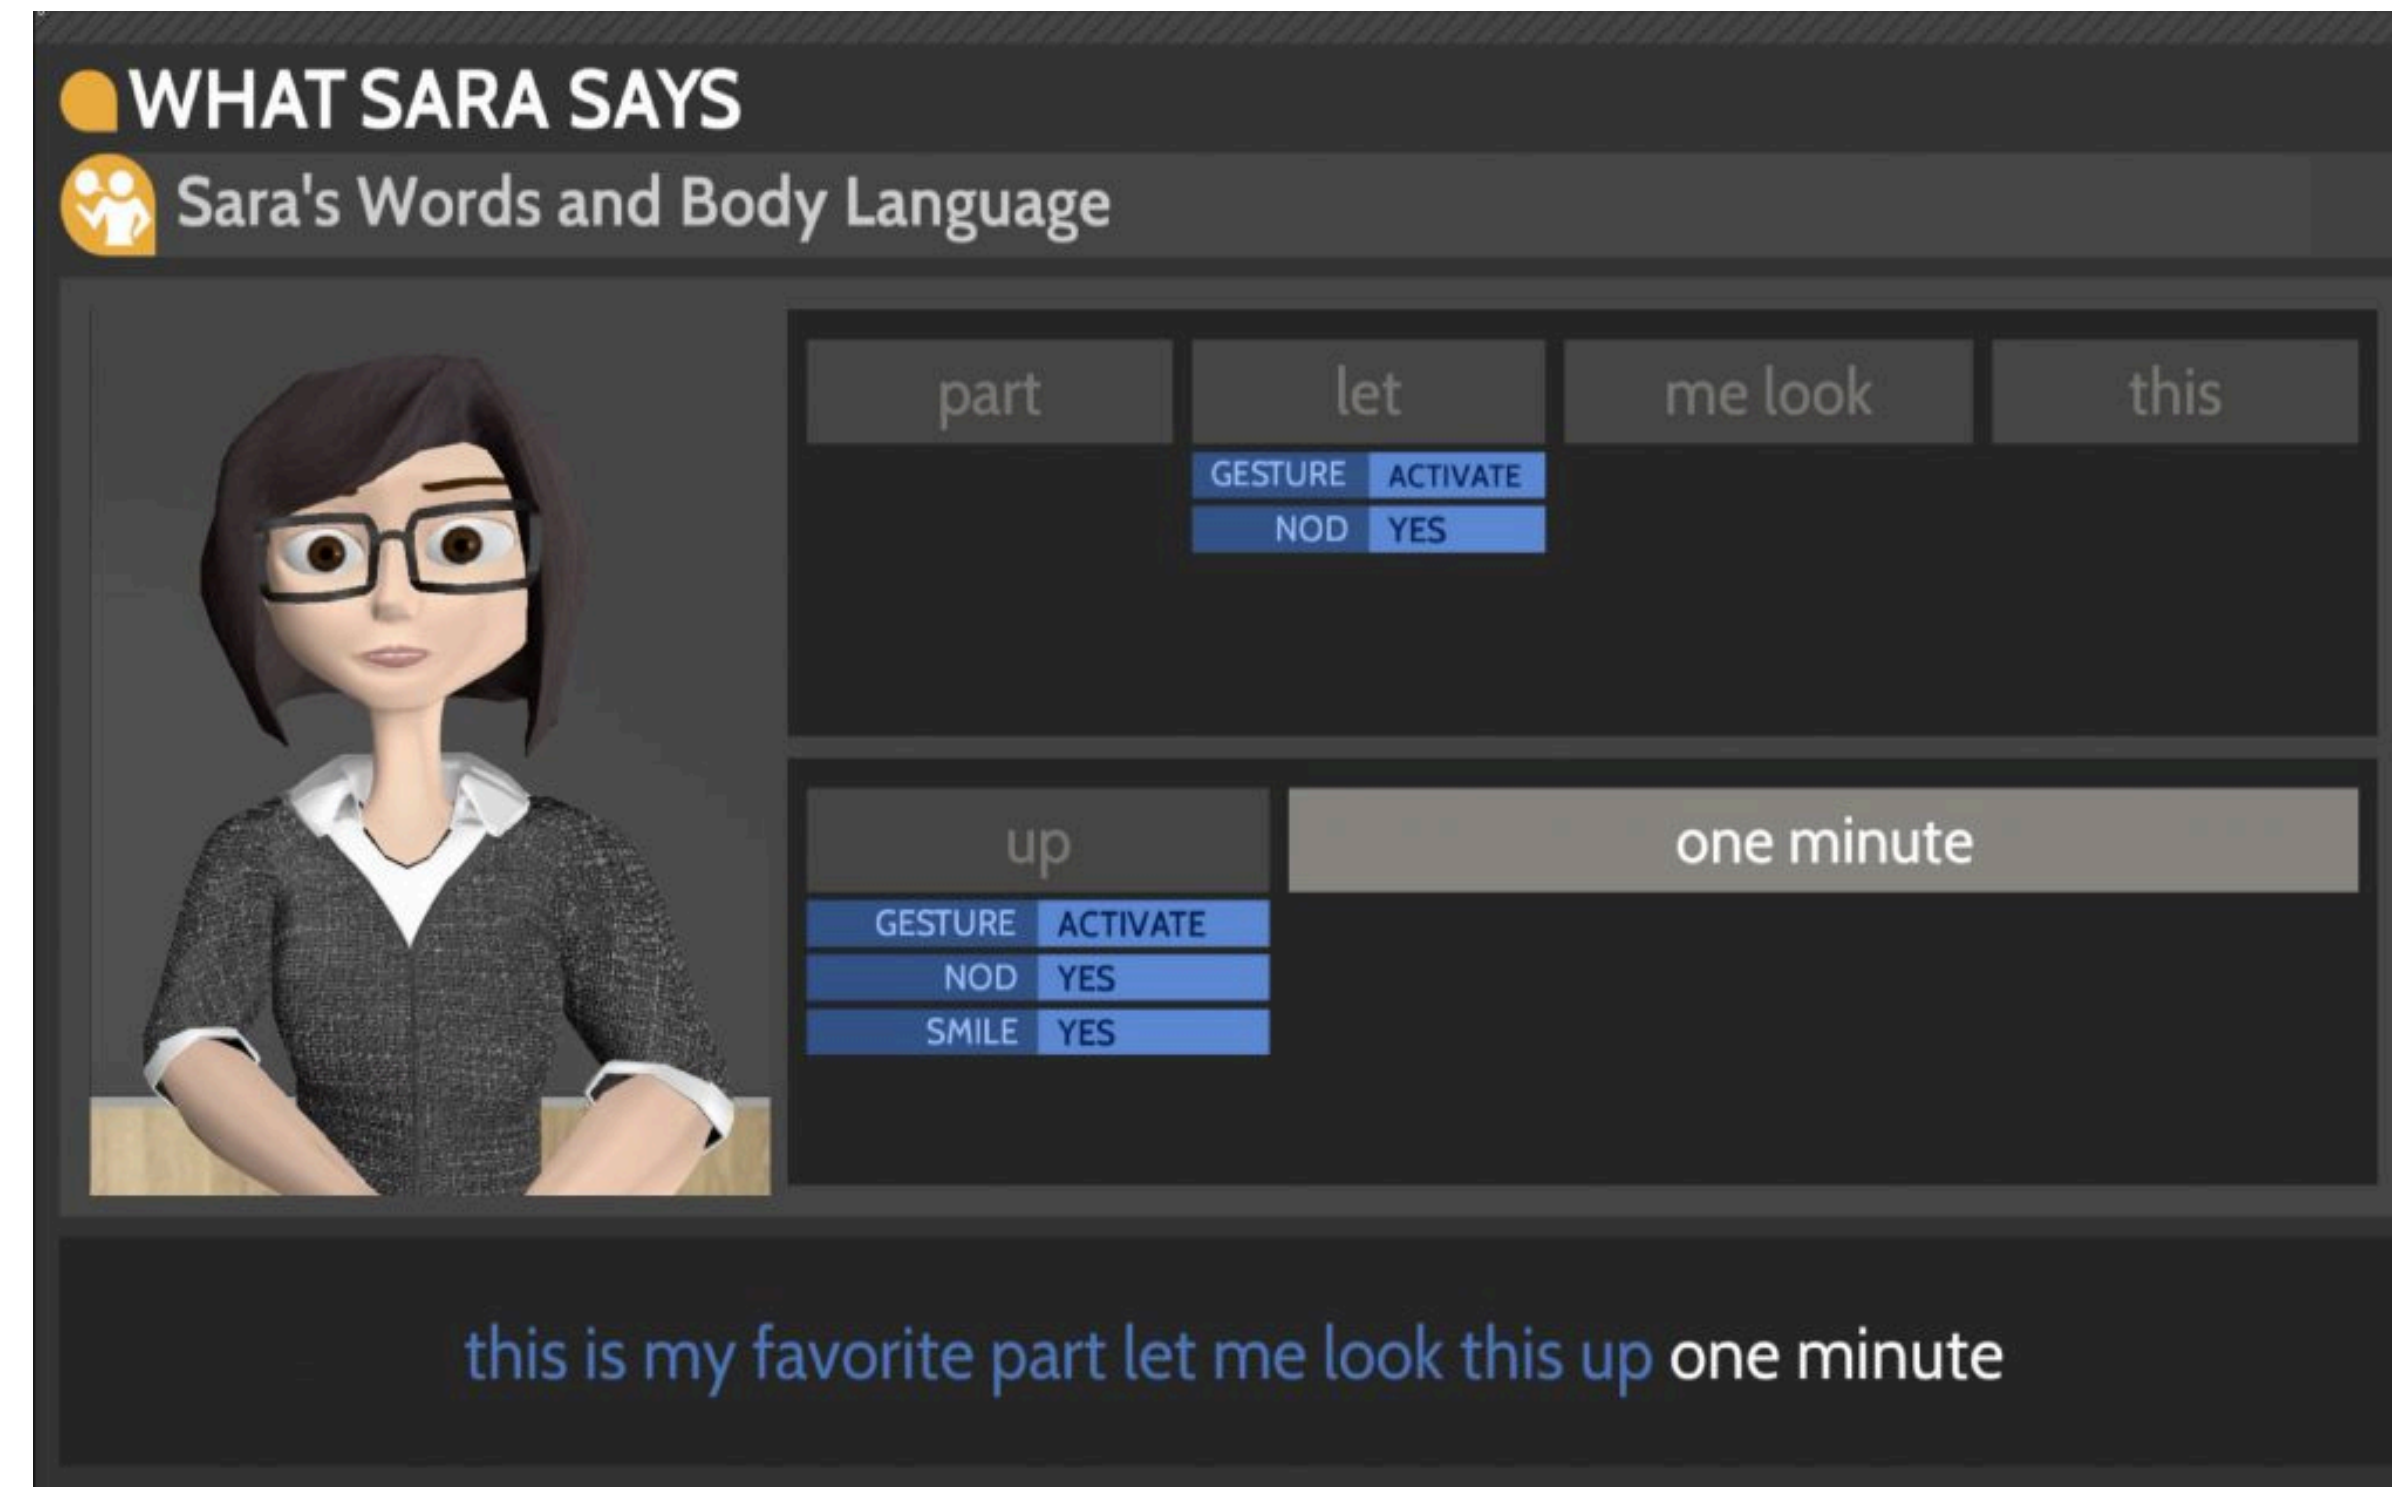 WHAT SARA SAYS
Sara's Words and Body Language
part let me look this
GESTURE ACTIVATE
NOD YES
up one minute
GESTURE ACTIVATE
NOD YES
SMILE YES
this is my favorite part let me look this up one minute